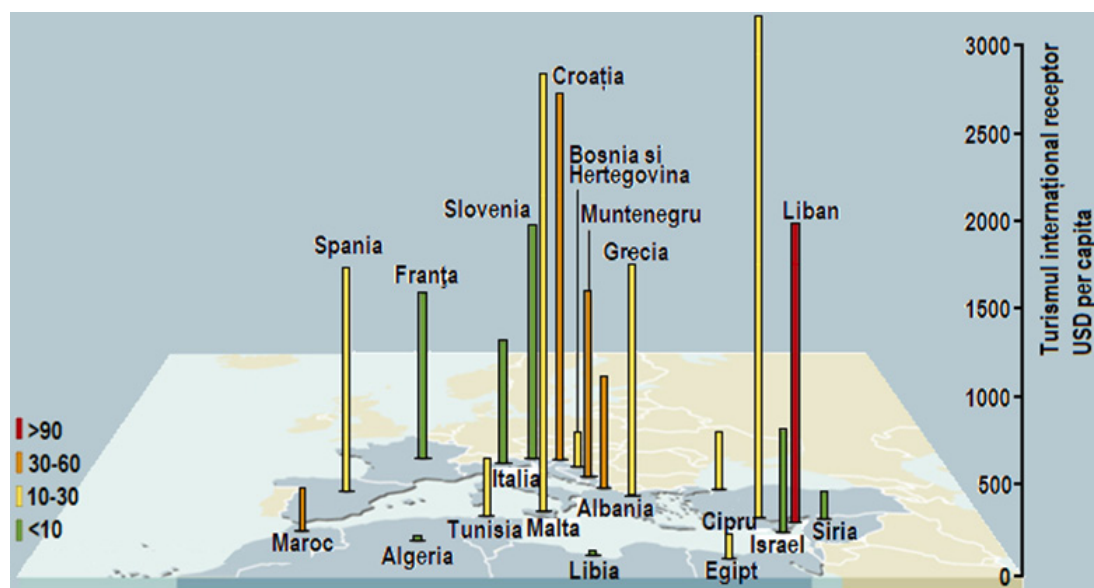 Croația
Bosnia si
Hertegovina
Slovenia
Muntenegru
Liban
Spania
Franţa
Grecia
Italia
Albania
Maroc
Tunisia
Malta
Cipru
Israel
Siria
Algeria
Libia
Egipt
>90
30-60
10-30
<10
3000
2500
2000
1500
1000
500
0
Turismul internațional receptor
USD per capita